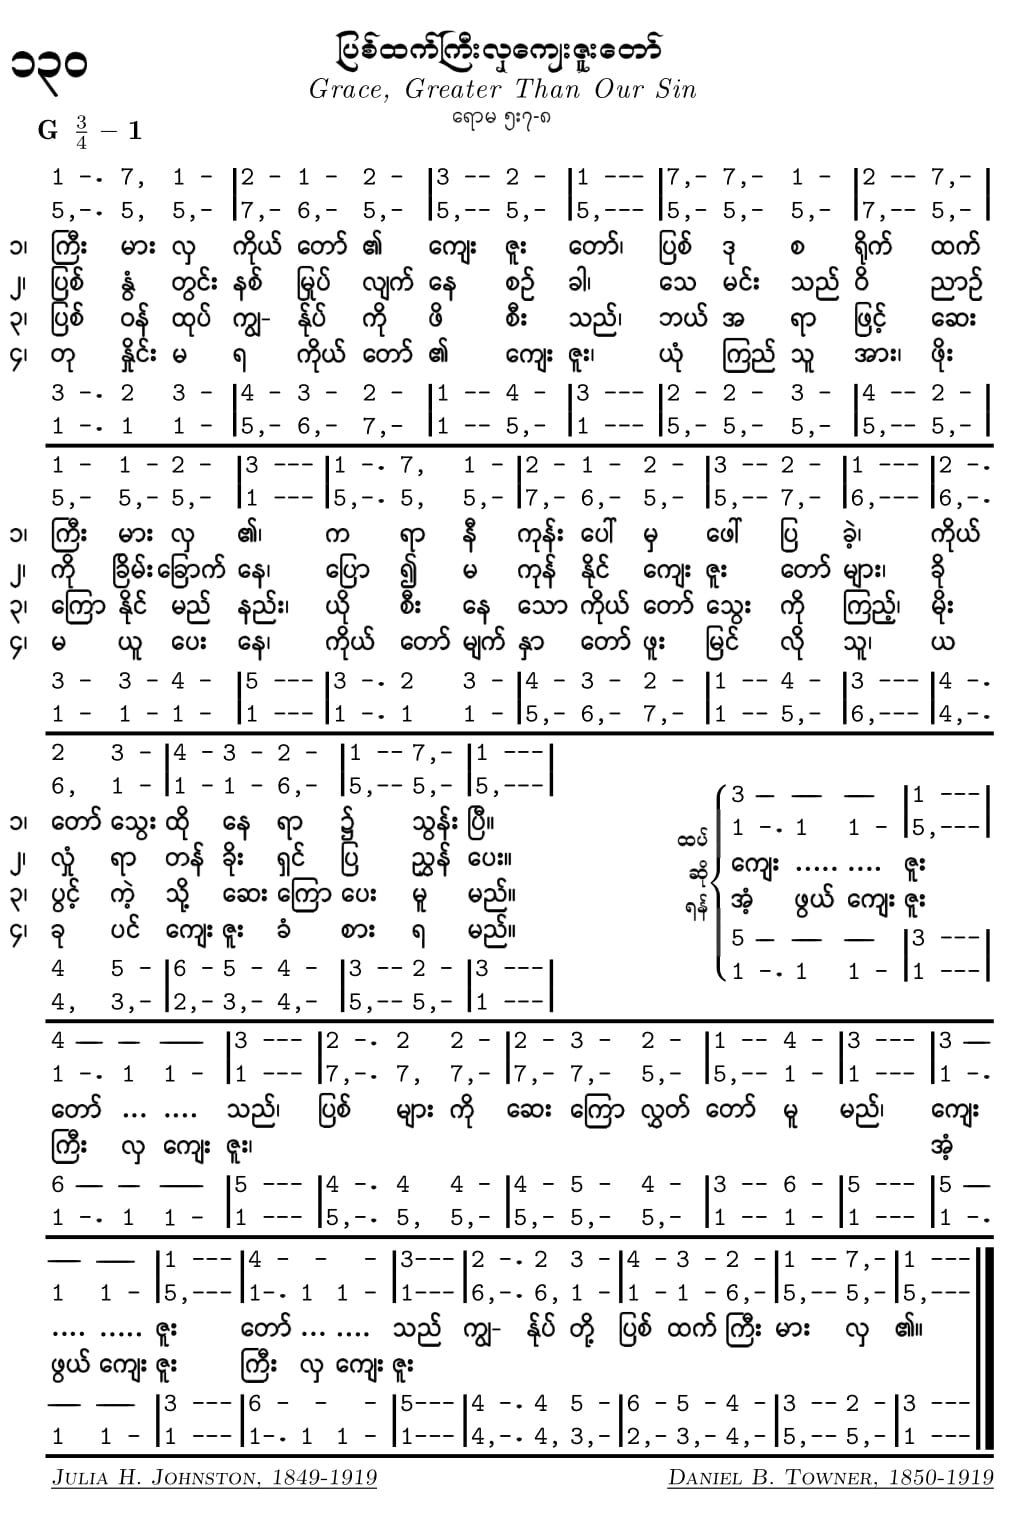 ၁၃၀
ပြစ်ထက်ကြီးလှကျေးဇူးတော်
Grace, Greater Than Our Sin
ရောမ ၅း၇-၈
G 3/4 – 1
1 -. 7, 1 - |2 - 1 - 2 - |3 -- 2 - |1 --- |7,- 7,- 1 - |2 -- 7,- |
5,-. 5, 5,- |7,- 6,- 5,- |5,-- 5,- |5,--- |5,- 5,- 5,- |7,-- 5,- |
၁၊ ကြီး မား လှ ကိုယ် တော် ၏ ကျေး ဇူး တော်၊ ပြစ် ဒု စ ရိုက် ထက်
၂၊ ပြစ် နွံ တွင်း နစ် မြုပ် လျက် နေ စဉ် ခါ၊ သေ မင်း သည် ဝိ ညာဉ်
၃၊ ပြစ် ဝန် ထုပ် ကျွ- န်ုပ် ကို ဖိ စီး သည်၊ ဘယ် အ ရာ ဖြင့် ဆေး
၄၊ တု နှိုင်း မ ရ ကိုယ် တော် ၏ ကျေး ဇူး၊ ယုံ ကြည် သူ အား၊ ဖိုး
3 -. 2 3 - |4 - 3 - 2 - |1 -- 4 - |3 --- |2 - 2 - 3 - |4 -- 2 - |
1 -. 1 1 - |5,- 6,- 7,- |1 -- 5,- |1 --- |5,- 5,- 5,- |5,-- 5,- |
1 - 1 - 2 - |3 --- |1 -. 7, 1 - |2 - 1 - 2 - |3 -- 2 - |1 --- |2 -.
5,- 5,- 5,- |1 --- |5,-. 5, 5,- |7,- 6,- 5,- |5,-- 7,- |6,--- |6,-.
၁၊ ကြီး မား လှ ၏၊ က ရာ နီ ကုန်း ပေါ် မှ ဖေါ် ပြ ခဲ့၊ ကိုယ်
၂၊ ကို ခြိမ်း ခြောက် နေ၊ ပြော ၍ မ ကုန် နိုင် ကျေး ဇူး တော် များ၊ ခို
၃၊ ကြော နိုင် မည် နည်း၊ ယို စီး နေ သော ကိုယ် တော် သွေး ကို ကြည့်၊ မိုး
၄၊ မ ယူ ပေး နေ၊ ကိုယ် တော် မျက် နှာ တော် ဖူး မြင် လို သူ၊ ယ
3 - 3 - 4 - |5 --- |3 -. 2 3 - |4 - 3 - 2 - |1 -- 4 - |3 --- |4 -.
1 - 1 - 1 - |1 --- |1 -. 1 1 - |5,- 6,- 7,- |1 -- 5,- |6,--- |4,-.
2 3 - |4 - 3 - 2 - |1 -- 7,- |1 ---|
6, 1 - |1 - 1 - 6,- |5,-- 5,- |5,---|
၁၊ တော် သွေး ထို နေ ရာ ၌ သွန်း ပြီ။
၂၊ လှုံ ရာ တန် ခိုး ရှင် ပြ ညွှန် ပေး။
၃၊ ပွင့် ကဲ့ သို့ ဆေး ကြော ပေး မူ မည်။
၄၊ ခု ပင် ကျေး ဇူး ခံ စား ရ မည်။
4 5 - |6 - 5 - 4 - |3 -- 2 - |3 ---|
4, 3,- |2,- 3,- 4,- |5,-- 5,- |1 ---|
ထပ်
ဆို
ရန်
3 — — — |1 ---|
1 -. 1 1 - |5,---|
ကျေး ..... .... ဇူး
အံ့ ဖွယ် ကျေး ဇူး
5 — — — |3 ---|
1 -. 1 1 - |1 ---|
4 — — — |3 --- |2 -. 2 2 - |2 - 3 - 2 - |1 -- 4 - |3 --- |3 —
1 -. 1 1 - |1 --- |7,-. 7, 7,- |7,- 7,- 5,- |5,-- 1 - |1 --- |1 -.
တော် ... .... သည်၊ ပြစ် များ ကို ဆေး ကြော လွှတ် တော် မူ မည်၊ ကျေး
ကြီး လှ ကျေး ဇူး၊ အံ့
6 — — — |5 --- |4 -. 4 4 - |4 - 5 - 4 - |3 -- 6 - |5 --- |5 —
1 -. 1 1 - |1 --- |5,-. 5, 5,- |5,- 5,- 5,- |1 -- 1 - |1 --- |1 -.
— — |1 --- |4 - - - |3--- |2 -. 2 3 - |4 - 3 - 2 - |1 -- 7,- |1 ---
1 1 - |5,--- |1-. 1 1 - |1--- |6,-. 6, 1 - |1 - 1 - 6,- |5,-- 5,- |5,---
.... ..... ဇူး တော် ... .... သည် ကျွ- န်ုပ် တို့ ပြစ် ထက် ကြီး မား လှ ၏။
ဖွယ် ကျေး ဇူး ကြီး လှ ကျေး ဇူး
— — |3 --- |6 - - - |5--- |4 -. 4 5 - |6 - 5 - 4 - |3 -- 2 - |3 ---
1 1 - |1 --- |1-. 1 1 - |1--- |4,-. 4, 3,- |2,- 3,- 4,- |5,-- 5,- |1 ---
Julia H. Johnston, 1849-1919
Daniel B. Towner, 1850-1919